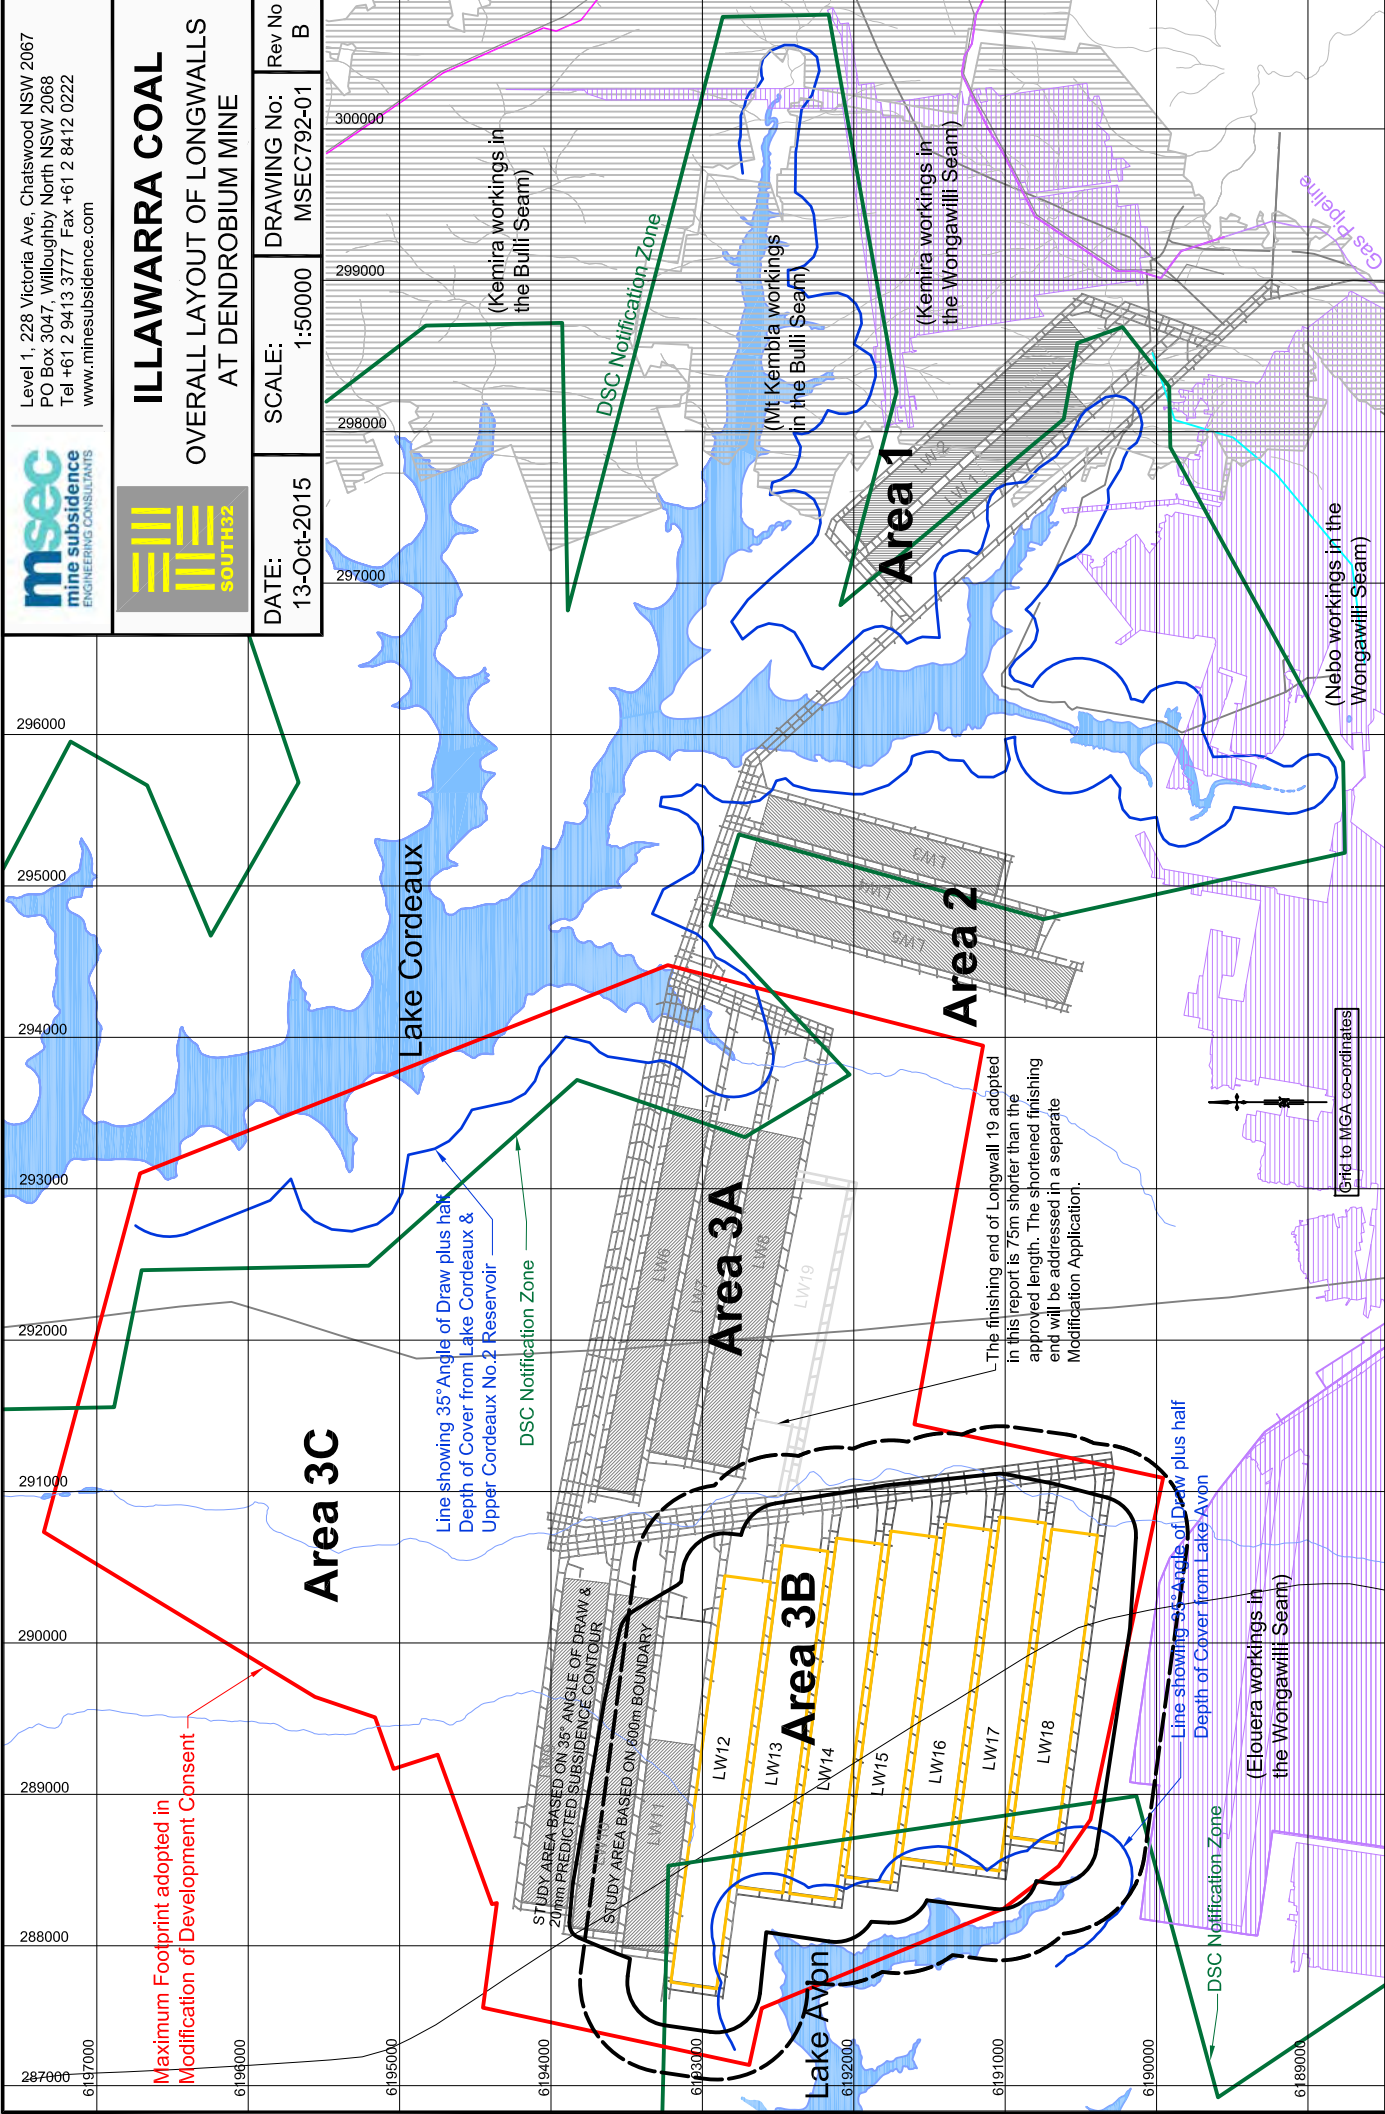 Level 1, 228 Victoria Ave, Chatswood NSW 2067
PO Box 3047, Willoughby North NSW 2068
Tel +61 2 9413 3777  Fax +61 2 8412 0222
www.minesubsidence.com
msec
mine subsidence
ENGINEERING CONSULTANTS
SOUTH32
ILLAWARRA COAL
OVERALL LAYOUT OF LONGWALLS
AT DENDROBIUM MINE
DATE:
13-Oct-2015
SCALE:
1:50000
DRAWING No:
MSEC792-01
Rev No
B
287000
288000
289000
290000
291000
292000
293000
294000
295000
296000
297000
298000
299000
300000
6197000
6196000
6195000
6194000
6193000
6192000
6191000
6190000
6189000
Maximum Footprint adopted in
Modification of Development Consent
Area 3C
Lake Cordeaux
Line showing 35°Angle of Draw plus half
Depth of Cover from Lake Cordeaux &
Upper Cordeaux No.2 Reservoir
DSC Notification Zone
(Kemira workings in
the Bulli Seam)
DSC Notification Zone
(Mt Kembla workings
in the Bulli Seam)
(Kemira workings in
the Wongawilli Seam)
Gas Pipeline
Area 1
LW 2
LW 1
Area 2
LW3
LW4
LW5
Area 3A
LW6
LW7
LW8
LW19
The finishing end of Longwall 19 adopted
in this report is 75m shorter than the
approved length. The shortened finishing
end will be addressed in a separate
Modification Application.
STUDY AREA BASED ON 35° ANGLE OF DRAW &
20mm PREDICTED SUBSIDENCE CONTOUR
STUDY AREA BASED ON 600m BOUNDARY
LW11
LW12
LW13
LW14
LW15
LW16
LW17
LW18
Area 3B
Lake Avon
Line showing 35°Angle of Draw plus half
Depth of Cover from Lake Avon
DSC Notification Zone
(Elouera workings in
the Wongawilli Seam)
(Nebo workings in the
Wongawilli Seam)
N
Grid to MGA co-ordinates